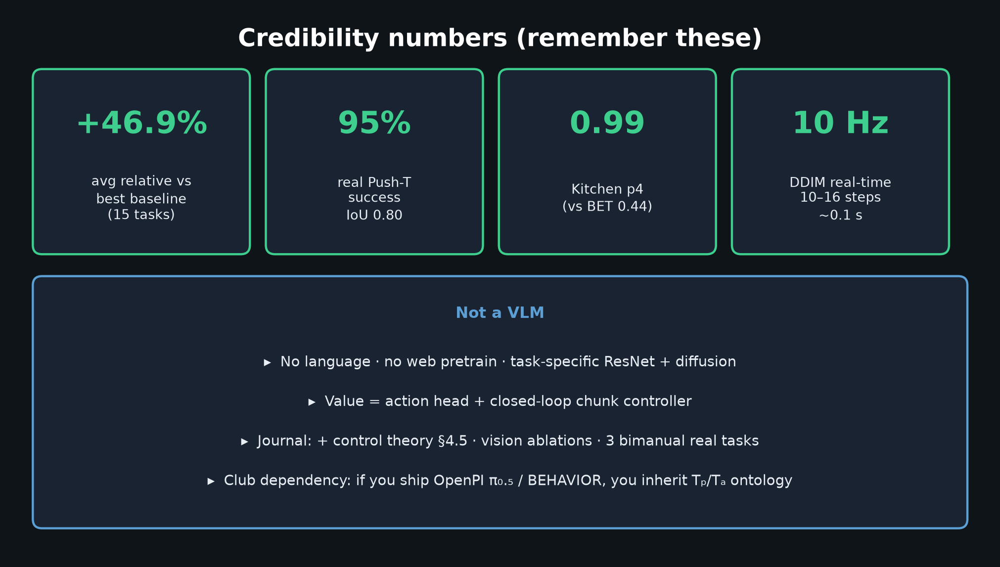 Credibility numbers (remember these)
+46.9%
avg relative vs
best baseline
(15 tasks)
95%
real Push-T
success
IoU 0.80
0.99
Kitchen p4
(vs BET 0.44)
10 Hz
DDIM real-time
10–16 steps
~0.1 s
Not a VLM
▸ No language · no web pretrain · task-specific ResNet + diffusion
▸ Value = action head + closed-loop chunk controller
▸ Journal: + control theory §4.5 · vision ablations · 3 bimanual real tasks
▸ Club dependency: if you ship OpenPI π₀.₅ / BEHAVIOR, you inherit Tₚ/Tₐ ontology